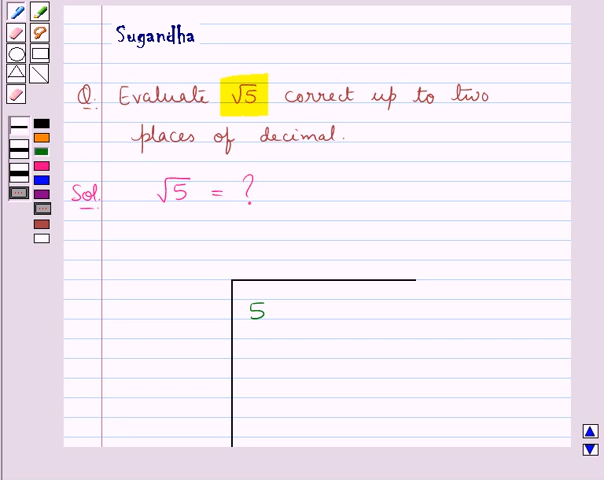 Sugandha
Q. Evaluate √5 correct up to two
places of decimal.
Sol. √5 = ?
5